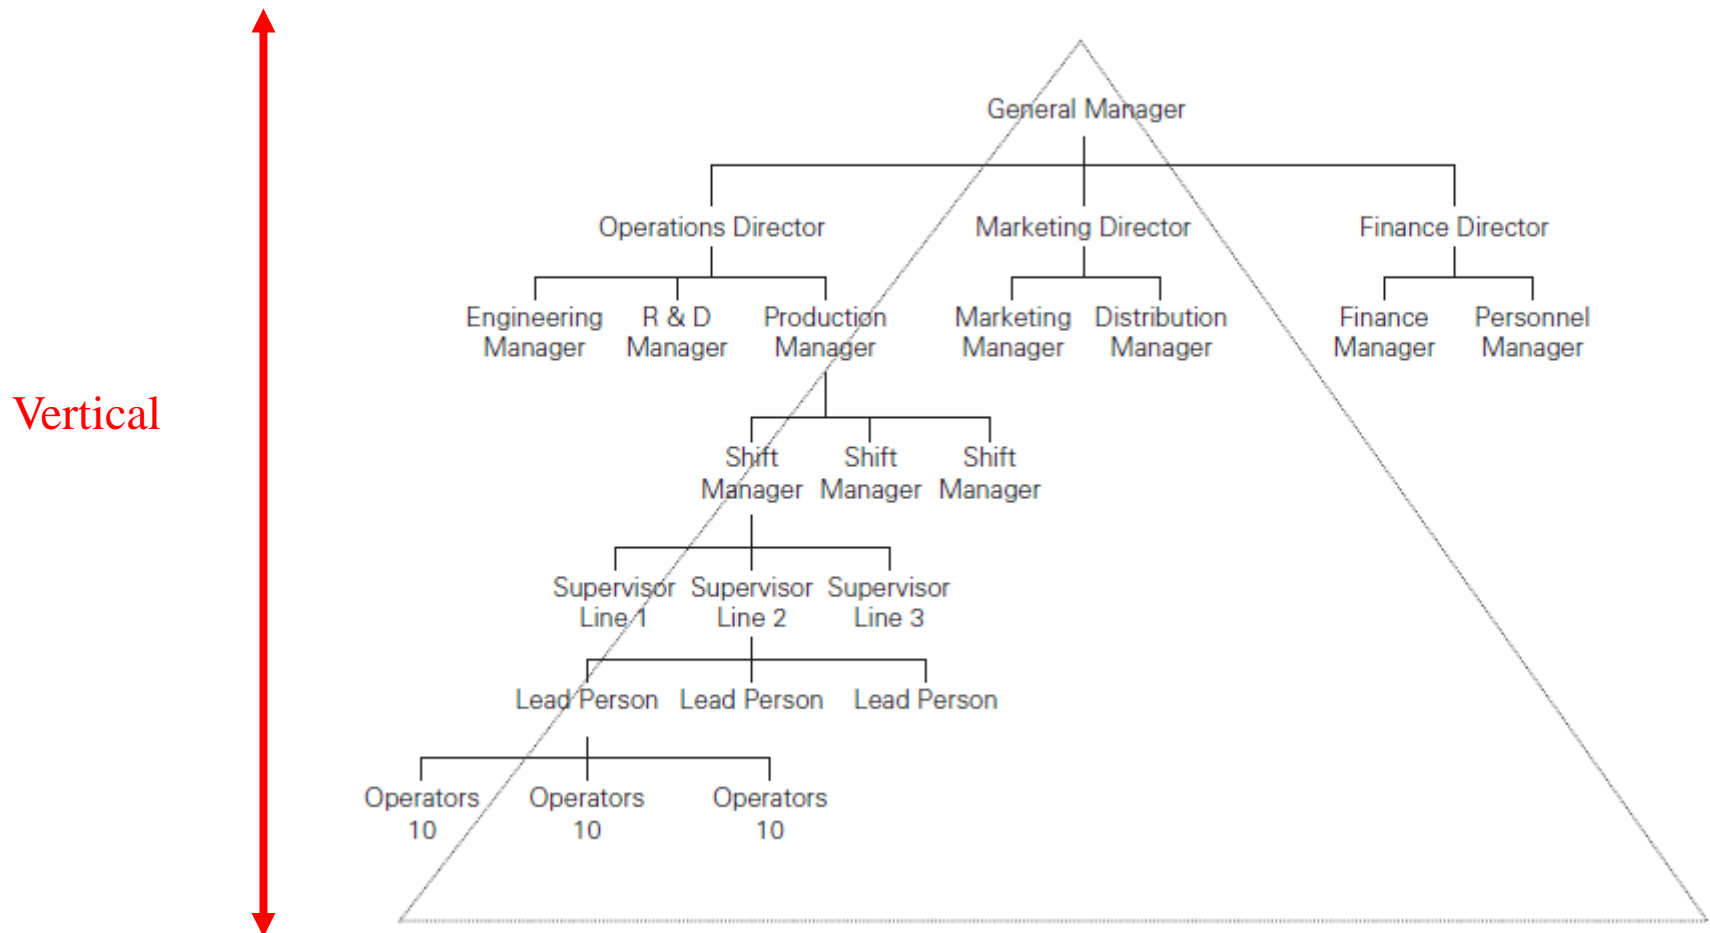 General Manager
Operations Director
Marketing Director
Finance Director
Engineering
Manager
R & D
Manager
Production
Manager
Marketing
Manager
Distribution
Manager
Finance
Manager
Personnel
Manager
Vertical
Shift
Manager
Shift
Manager
Shift
Manager
Supervisor
Line 1
Supervisor
Line 2
Supervisor
Line 3
Lead Person
Lead Person
Lead Person
Operators
10
Operators
10
Operators
10